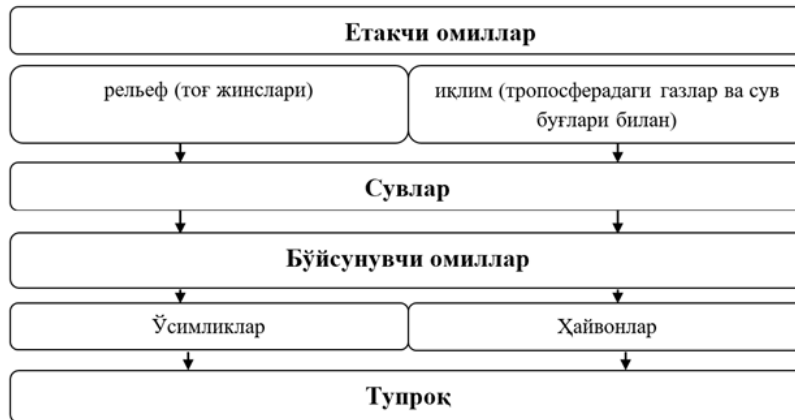 Етакчи омиллар
рельеф (тоғ жинслари)
иқлим (тропосферадаги газлар ва сув
буғлари билан)
Сувлар
Бўйсунувчи омиллар
Ўсимликлар
Ҳайвонлар
Тупроқ